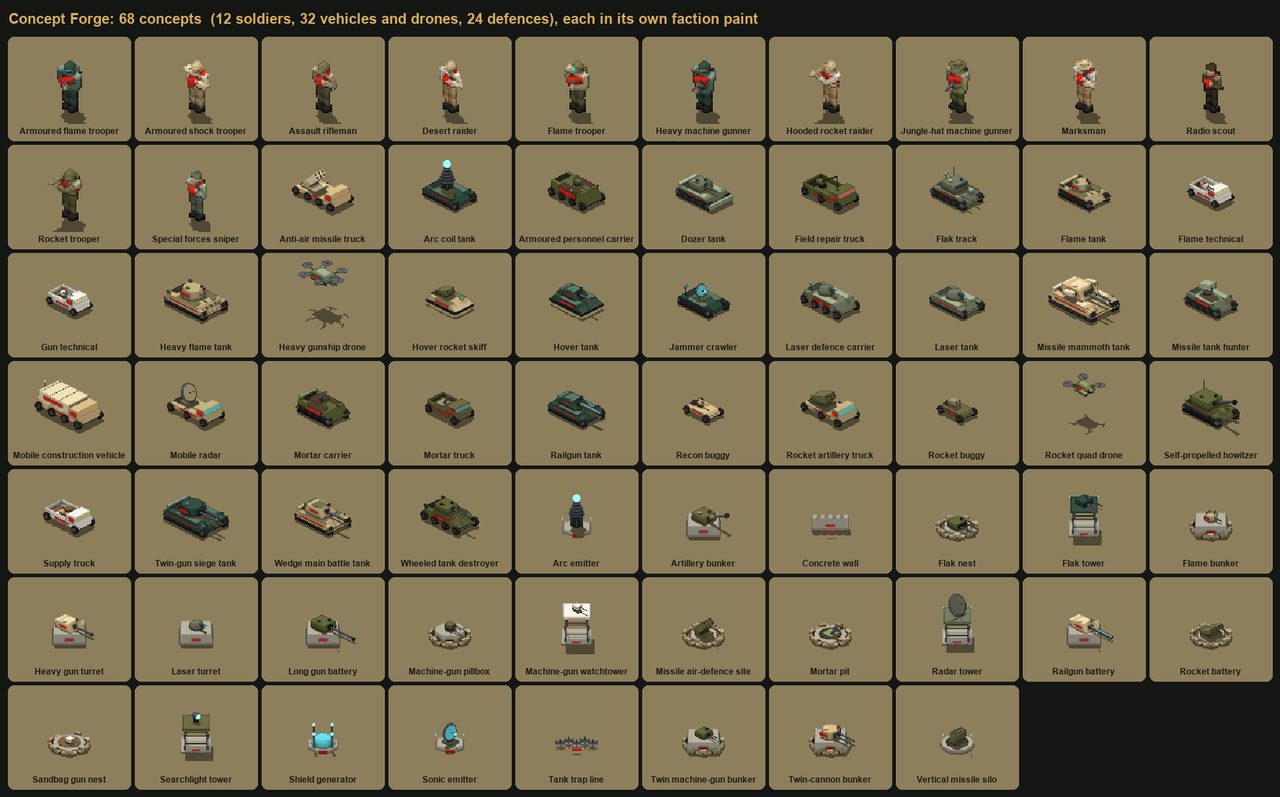 Concept Forge: 68 concepts (12 soldiers, 32 vehicles and drones, 24 defences), each in its own faction paint
Armoured flame trooper
Armoured shock trooper
Assault rifleman
Desert raider
Flame trooper
Heavy machine gunner
Hooded rocket raider
Jungle-hat machine gunner
Marksman
Radio scout
Rocket trooper
Special forces sniper
Anti-air missile truck
Arc coil tank
Armoured personnel carrier
Dozer tank
Field repair truck
Flak track
Flame tank
Flame technical
Gun technical
Heavy flame tank
Heavy gunship drone
Hover rocket skiff
Hover tank
Jammer crawler
Laser defence carrier
Laser tank
Missile mammoth tank
Missile tank hunter
Mobile construction vehicle
Mobile radar
Mortar carrier
Mortar truck
Railgun tank
Recon buggy
Rocket artillery truck
Rocket buggy
Rocket quad drone
Self-propelled howitzer
Supply truck
Twin-gun siege tank
Wedge main battle tank
Wheeled tank destroyer
Arc emitter
Artillery bunker
Concrete wall
Flak nest
Flak tower
Flame bunker
Heavy gun turret
Laser turret
Long gun battery
Machine-gun pillbox
Machine-gun watchtower
Missile air-defence site
Mortar pit
Radar tower
Railgun battery
Rocket battery
Sandbag gun nest
Searchlight tower
Shield generator
Sonic emitter
Tank trap line
Twin machine-gun bunker
Twin-cannon bunker
Vertical missile silo